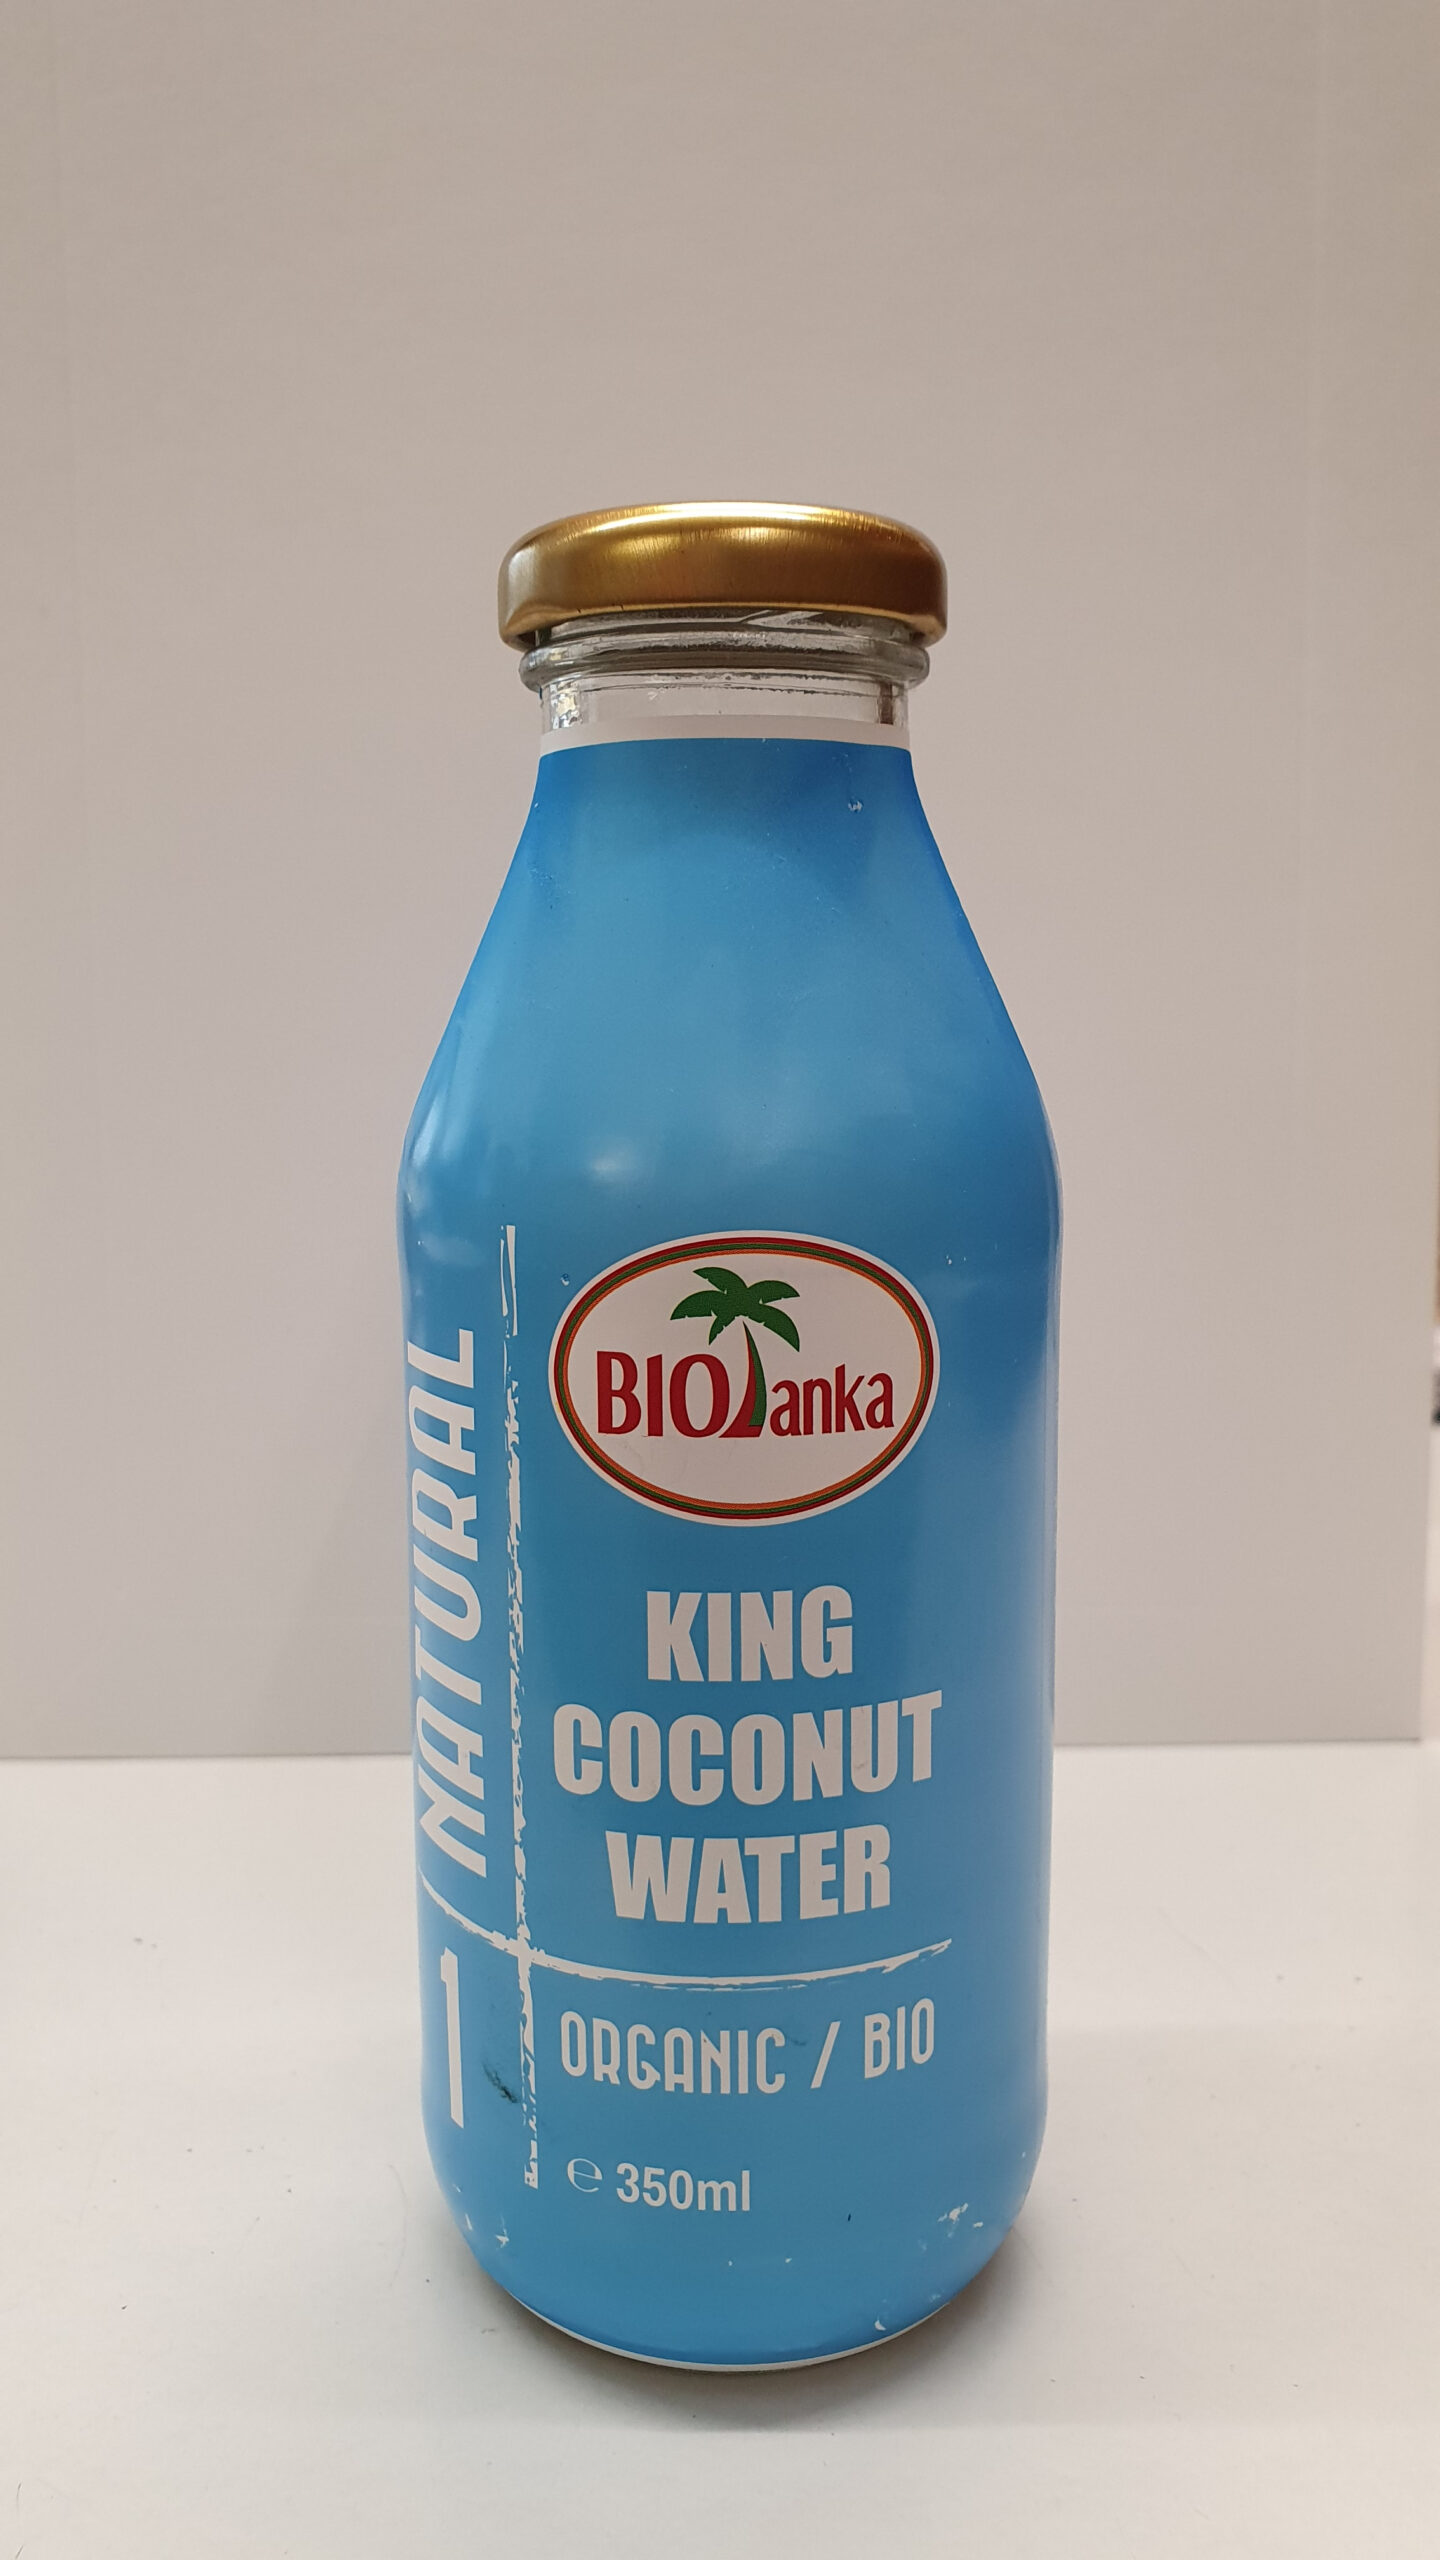 BIOLanka
KING
COCONUT
WATER
ORGANIC / BIO
℮ 350ml
NATURAL
1